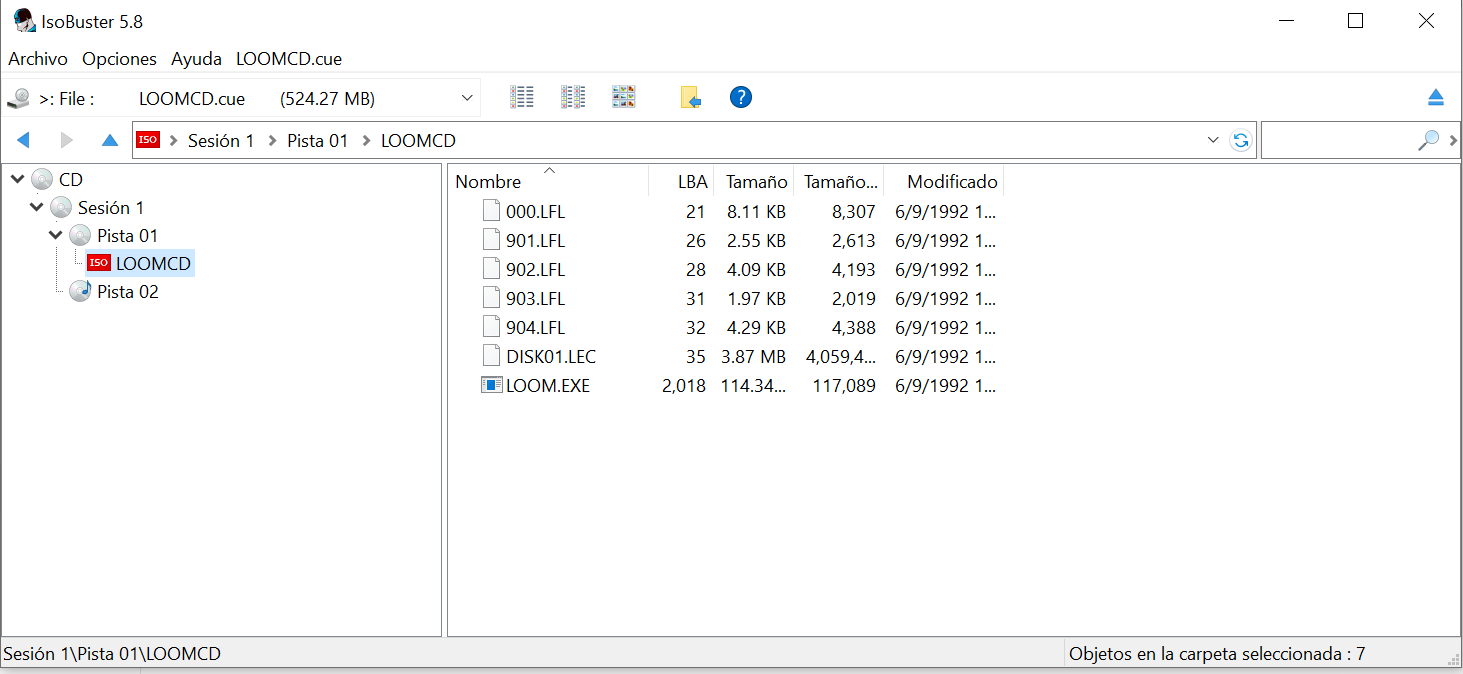 IsoBuster 5.8
Archivo Opciones Ayuda LOOMCD.cue
>: File : LOOMCD.cue (524.27 MB)
ISO > Sesión 1 > Pista 01 > LOOMCD
CD
Sesión 1
Pista 01
ISO LOOMCD
Pista 02
Nombre LBA Tamaño Tamaño... Modificado
000.LFL 21 8.11 KB 8,307 6/9/1992 1...
901.LFL 26 2.55 KB 2,613 6/9/1992 1...
902.LFL 28 4.09 KB 4,193 6/9/1992 1...
903.LFL 31 1.97 KB 2,019 6/9/1992 1...
904.LFL 32 4.29 KB 4,388 6/9/1992 1...
DISK01.LEC 35 3.87 MB 4,059,4... 6/9/1992 1...
LOOM.EXE 2,018 114.34... 117,089 6/9/1992 1...
Sesión 1\Pista 01\LOOMCD Objetos en la carpeta seleccionada : 7